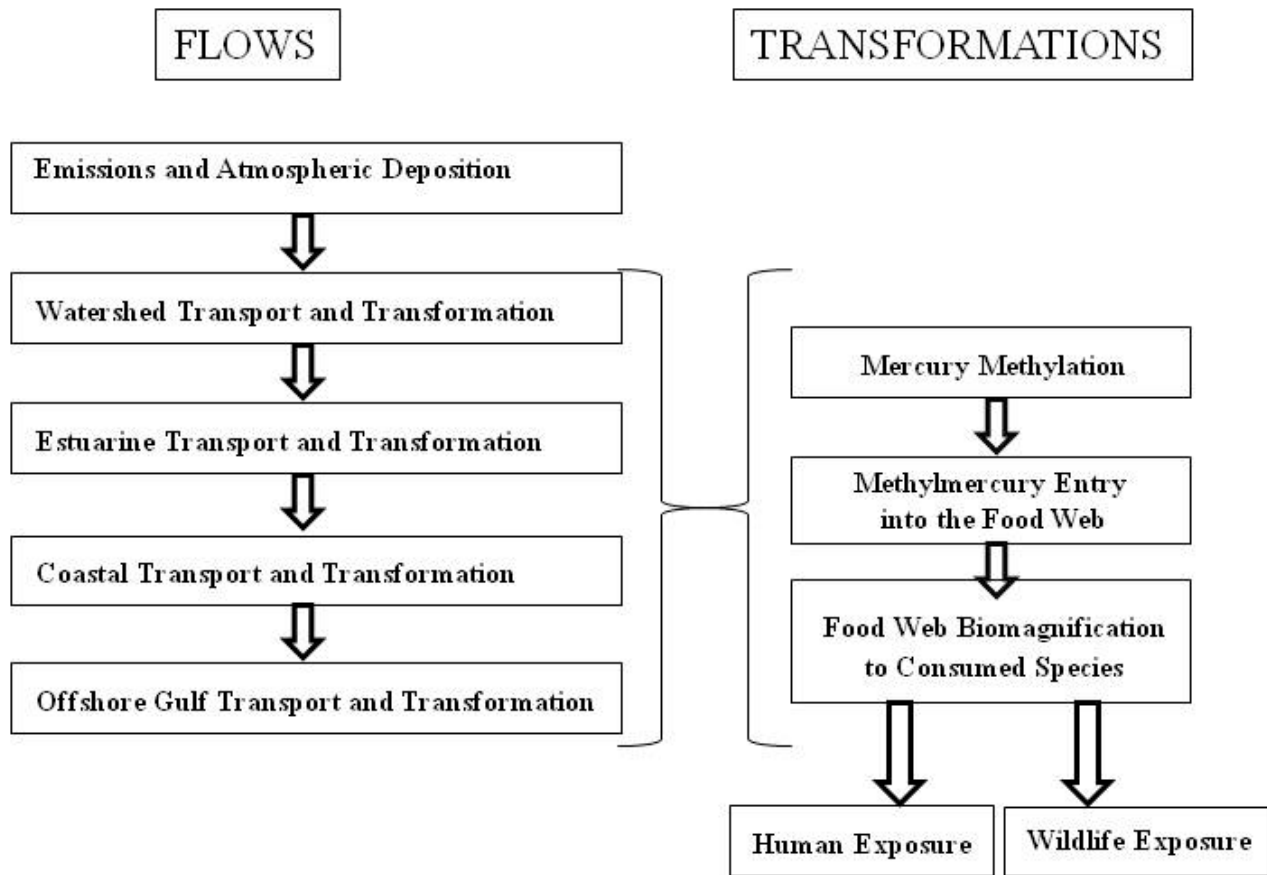 FLOWS
TRANSFORMATIONS
Emissions and Atmospheric Deposition
Watershed Transport and Transformation
Estuarine Transport and Transformation
Coastal Transport and Transformation
Offshore Gulf Transport and Transformation
Mercury Methylation
Methylmercury Entry
into the Food Web
Food Web Biomagnification
to Consumed Species
Human Exposure
Wildlife Exposure